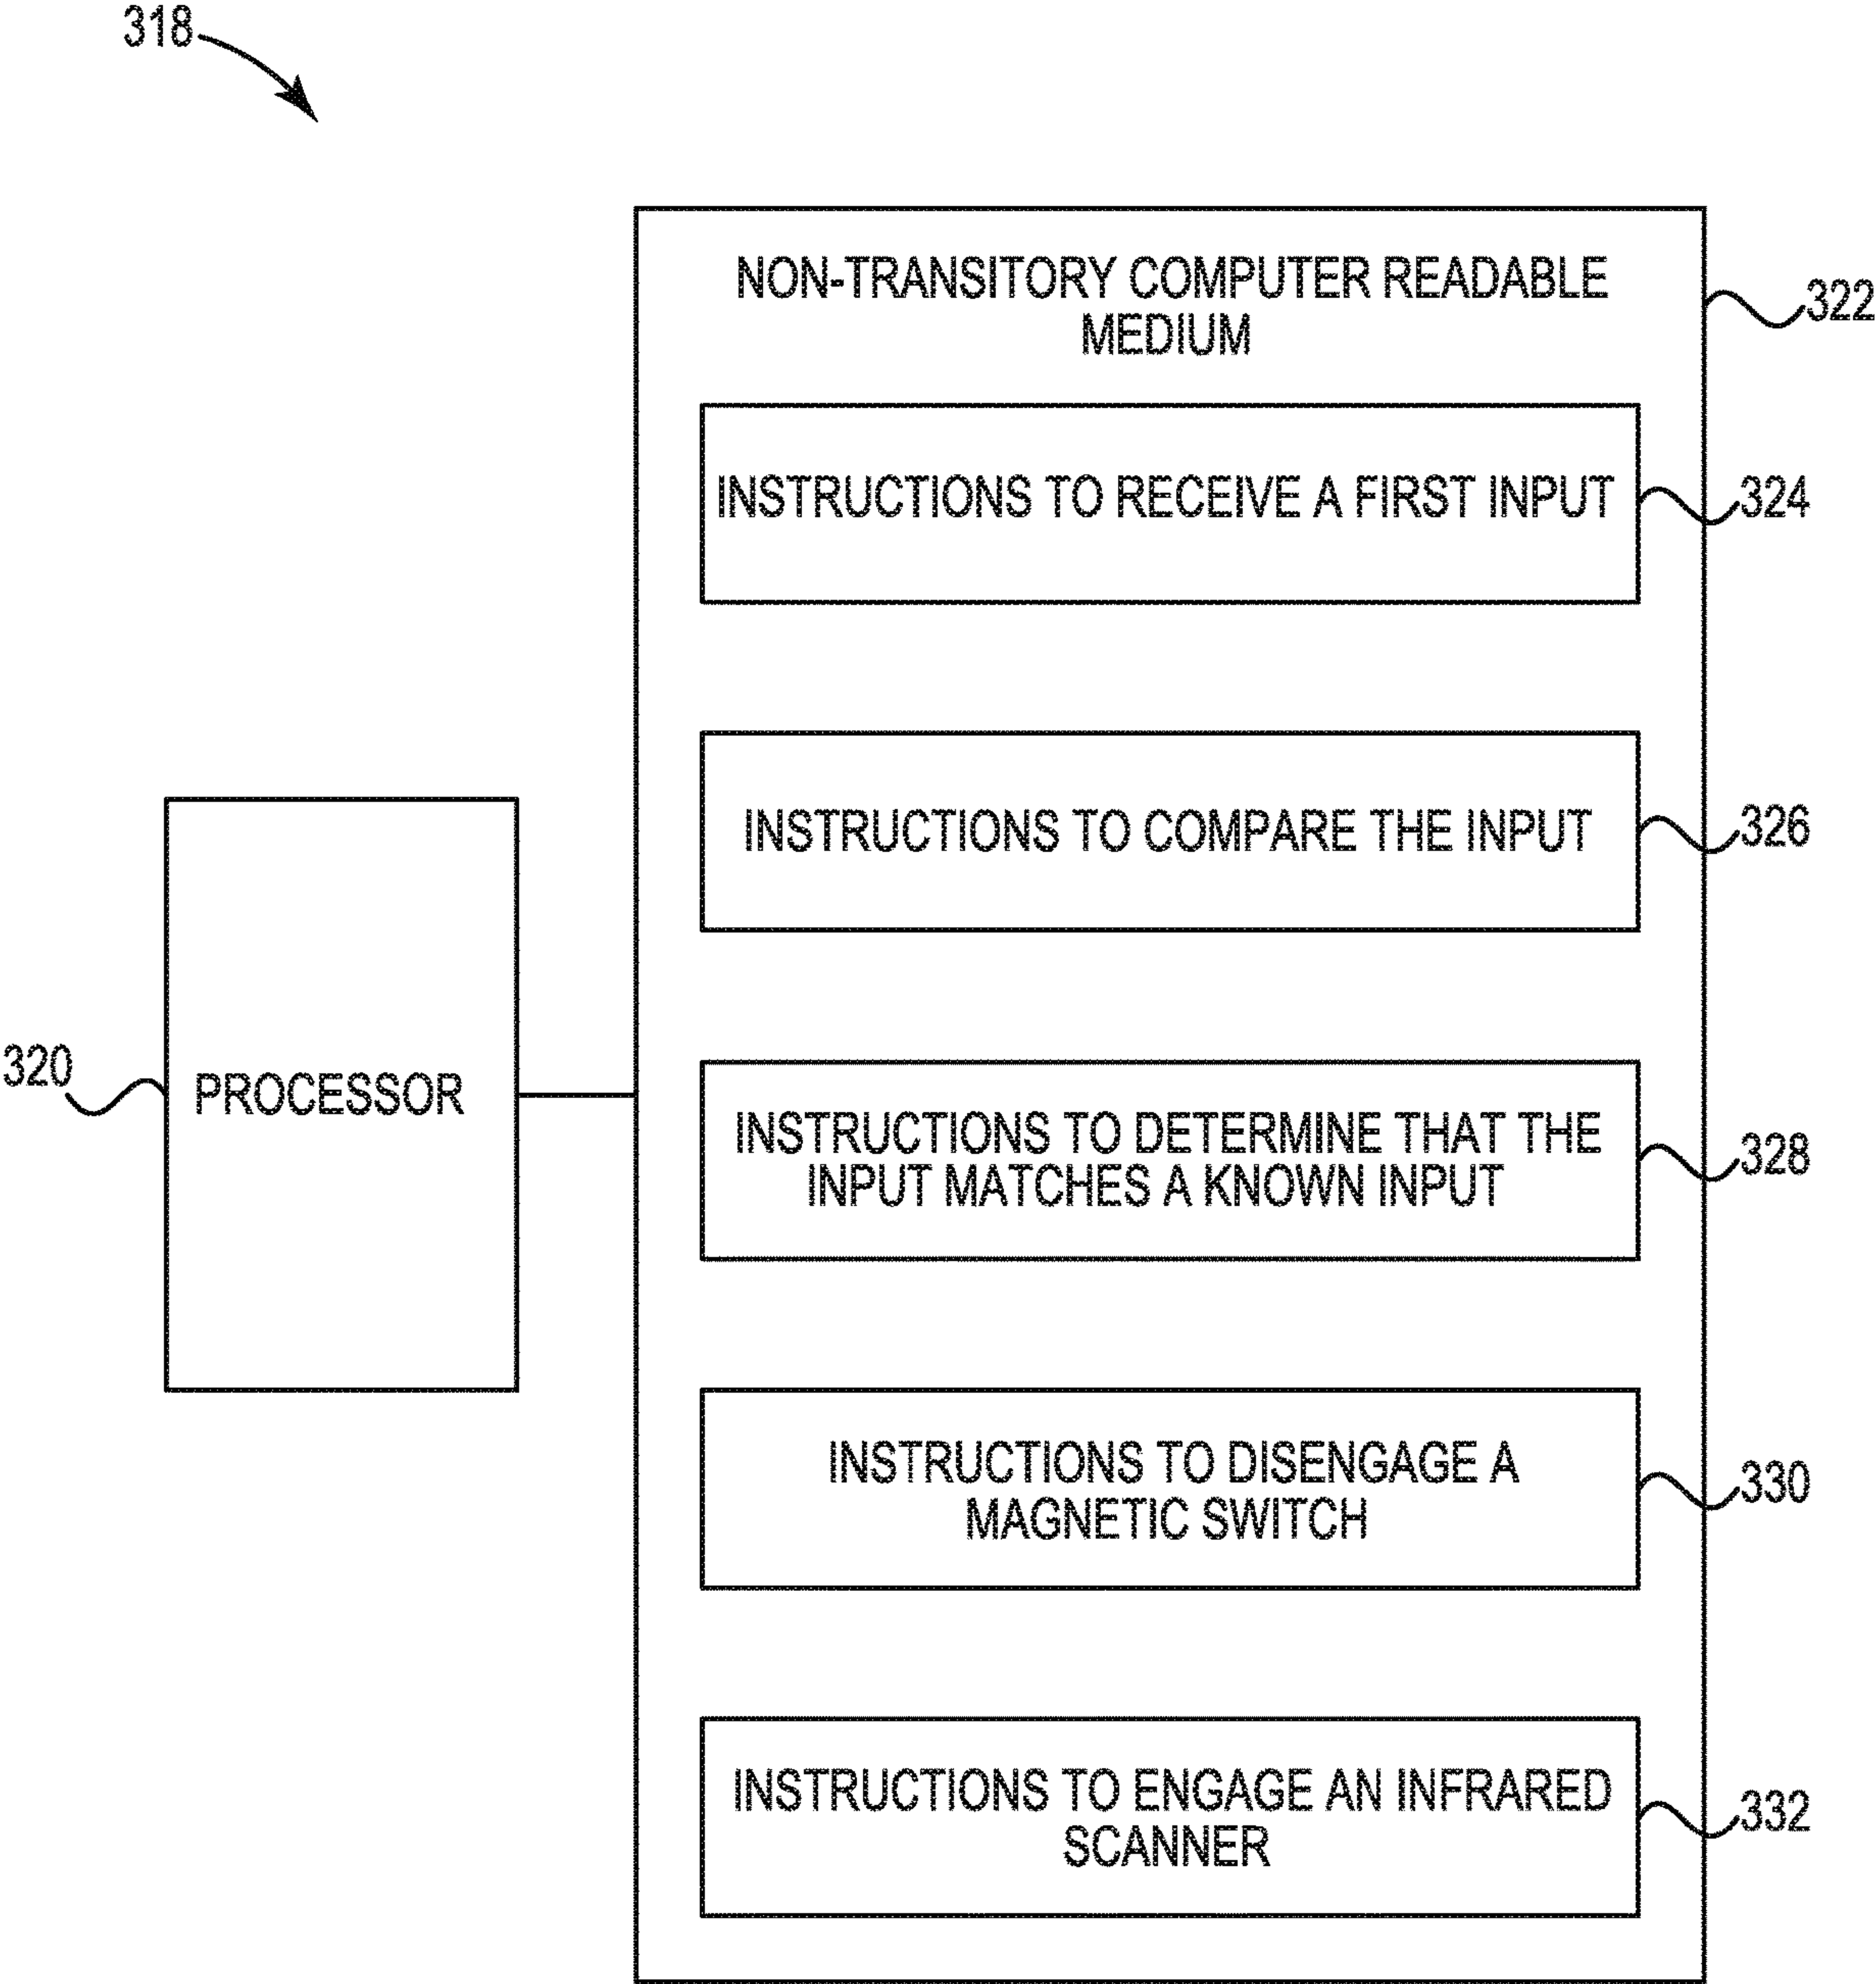 318
NON-TRANSITORY COMPUTER READABLE
MEDIUM
322
INSTRUCTIONS TO RECEIVE A FIRST INPUT
324
INSTRUCTIONS TO COMPARE THE INPUT
326
320
PROCESSOR
INSTRUCTIONS TO DETERMINE THAT THE
INPUT MATCHES A KNOWN INPUT
328
INSTRUCTIONS TO DISENGAGE A
MAGNETIC SWITCH
330
INSTRUCTIONS TO ENGAGE AN INFRARED
SCANNER
332